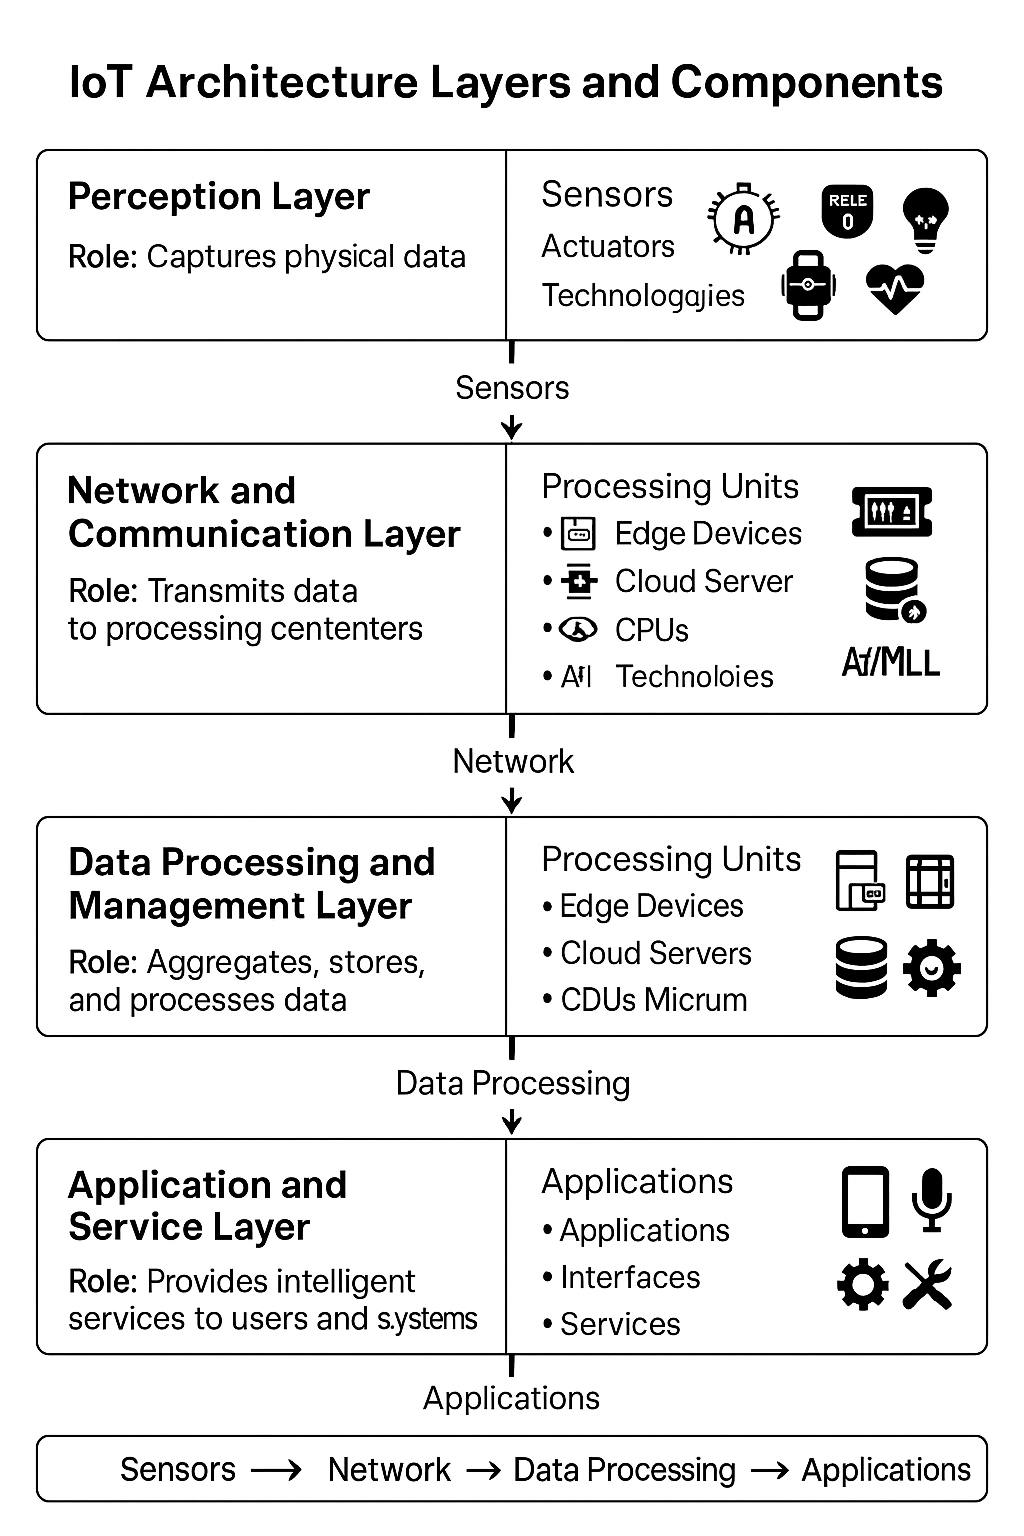 IoT Architecture Layers and Components
Perception Layer
Role: Captures physical data
Sensors
Actuators
Technologqjies
A
RELE
0
Sensors
Network and
Communication Layer
Role: Transmits data
to processing cententers
Processing Units
• Edge Devices
• Cloud Server
• CPUs
• Technoloies
Network
Data Processing and
Management Layer
Role: Aggregates, stores,
and processes data
Processing Units
• Edge Devices
• Cloud Servers
• CDUs Micrum
Data Processing
Application and
Service Layer
Role: Provides intelligent
services to users and s.ystems
Applications
• Applications
• Interfaces
• Services
Applications
Sensors → Network → Data Processing → Applications